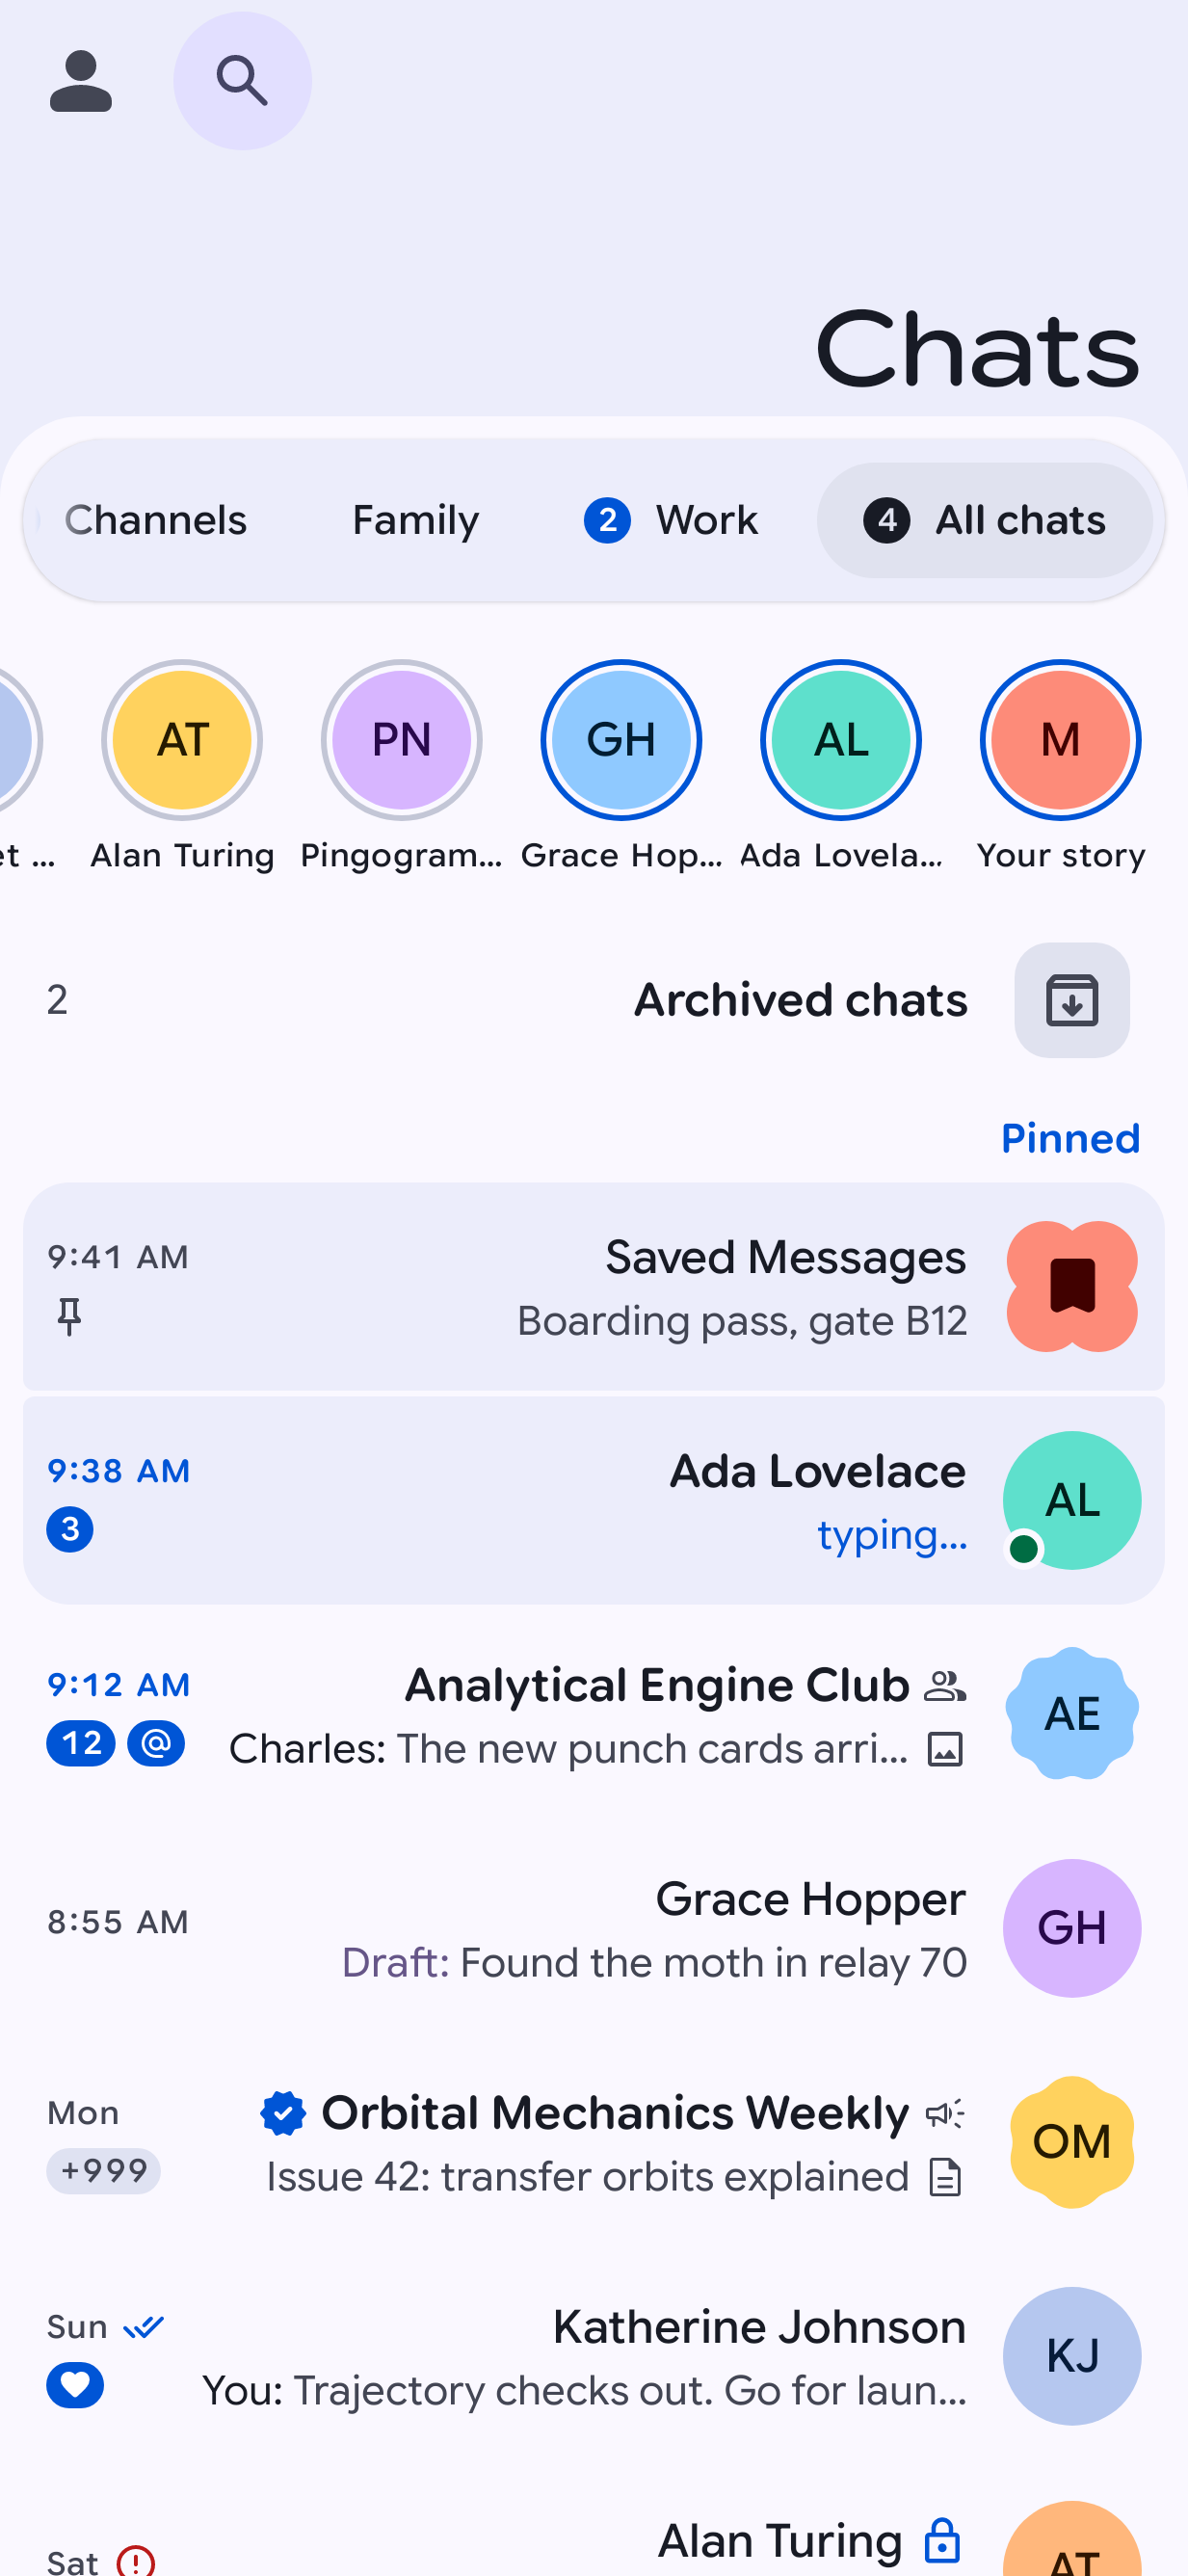 Chats
All chats 4
Work 2
Family
Channels
M
AL
GH
PN
AT
Your story
Ada Lovela...
Grace Hop...
Pingogram...
Alan Turing
et ...
Archived chats
2
Pinned
Saved Messages
9:41 AM
Boarding pass, gate B12
AL
Ada Lovelace
9:38 AM
typing...
3
AE
Analytical Engine Club
9:12 AM
Charles: The new punch cards arri...
12 @
GH
Grace Hopper
8:55 AM
Draft: Found the moth in relay 70
OM
Orbital Mechanics Weekly
Mon
Issue 42: transfer orbits explained
+999
KJ
Katherine Johnson
Sun
You: Trajectory checks out. Go for laun...
AT
Alan Turing
Sat